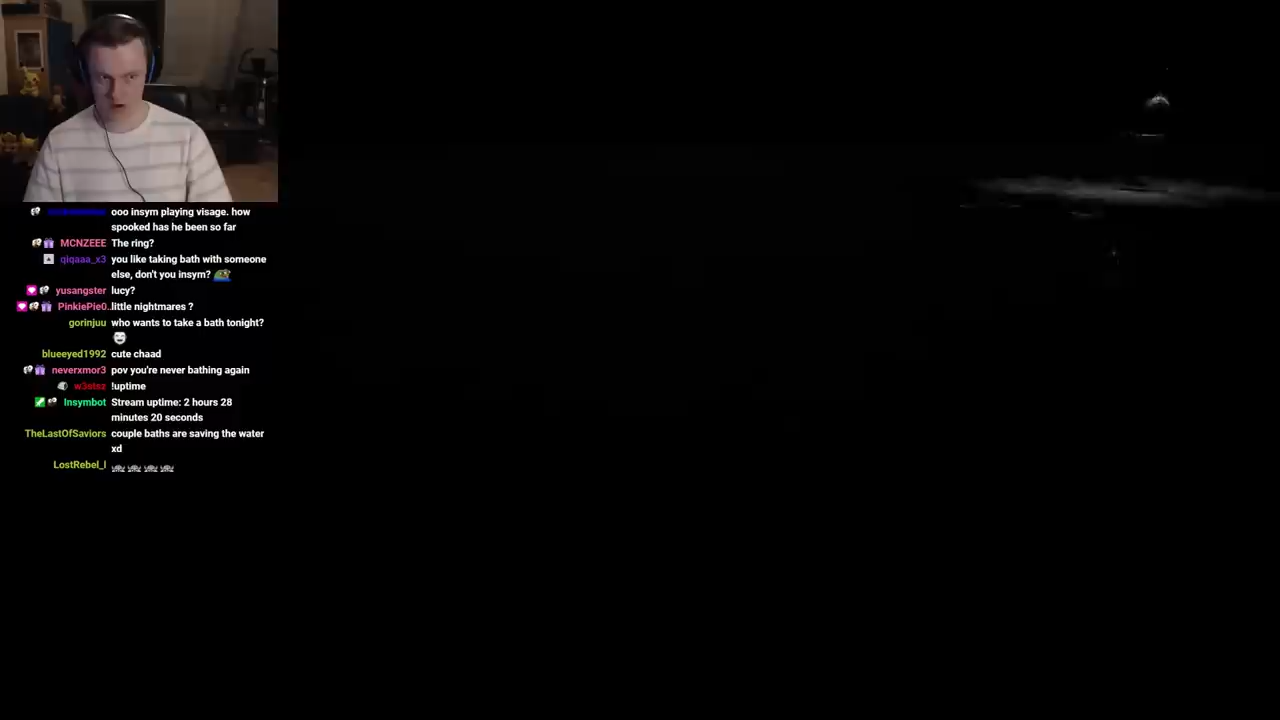 ooo insym playing visage. how
spooked has he been so far
MCNZEEE The ring?
qiqaaa_x3 you like taking bath with someone
else, don't you insym?
yusangster lucy?
PinkiePie0.. little nightmares ?
gorinjuu who wants to take a bath tonight?
blueeyed1992 cute chaad
neverxmor3 pov you're never bathing again
!uptime
Insymbot Stream uptime: 2 hours 28
minutes 20 seconds
TheLastOfSaviors couple baths are saving the water
xd
LostRebel_l